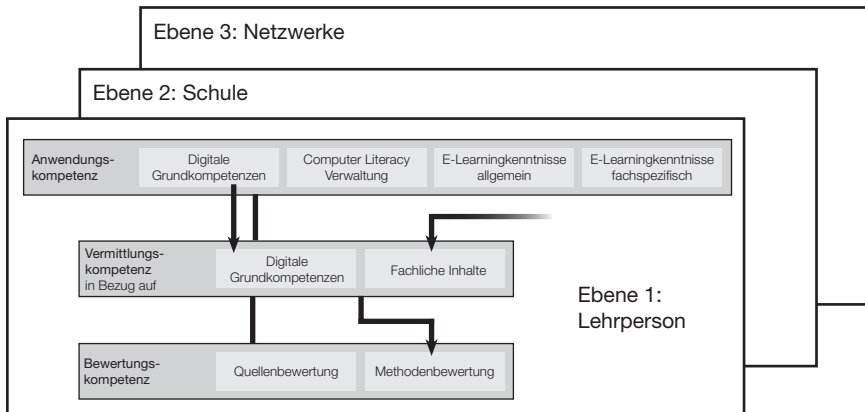 Ebene 3: Netzwerke
Ebene 2: Schule
Anwendungs-
kompetenz
Digitale
Grundkompetenzen
Computer Literacy
Verwaltung
E-Learningkenntnisse
allgemein
E-Learningkenntnisse
fachspezifisch
Vermittlungs-
kompetenz
in Bezug auf
Digitale
Grundkompetenzen
Fachliche Inhalte
Ebene 1:
Lehrperson
Bewertungs-
kompetenz
Quellenbewertung
Methodenbewertung